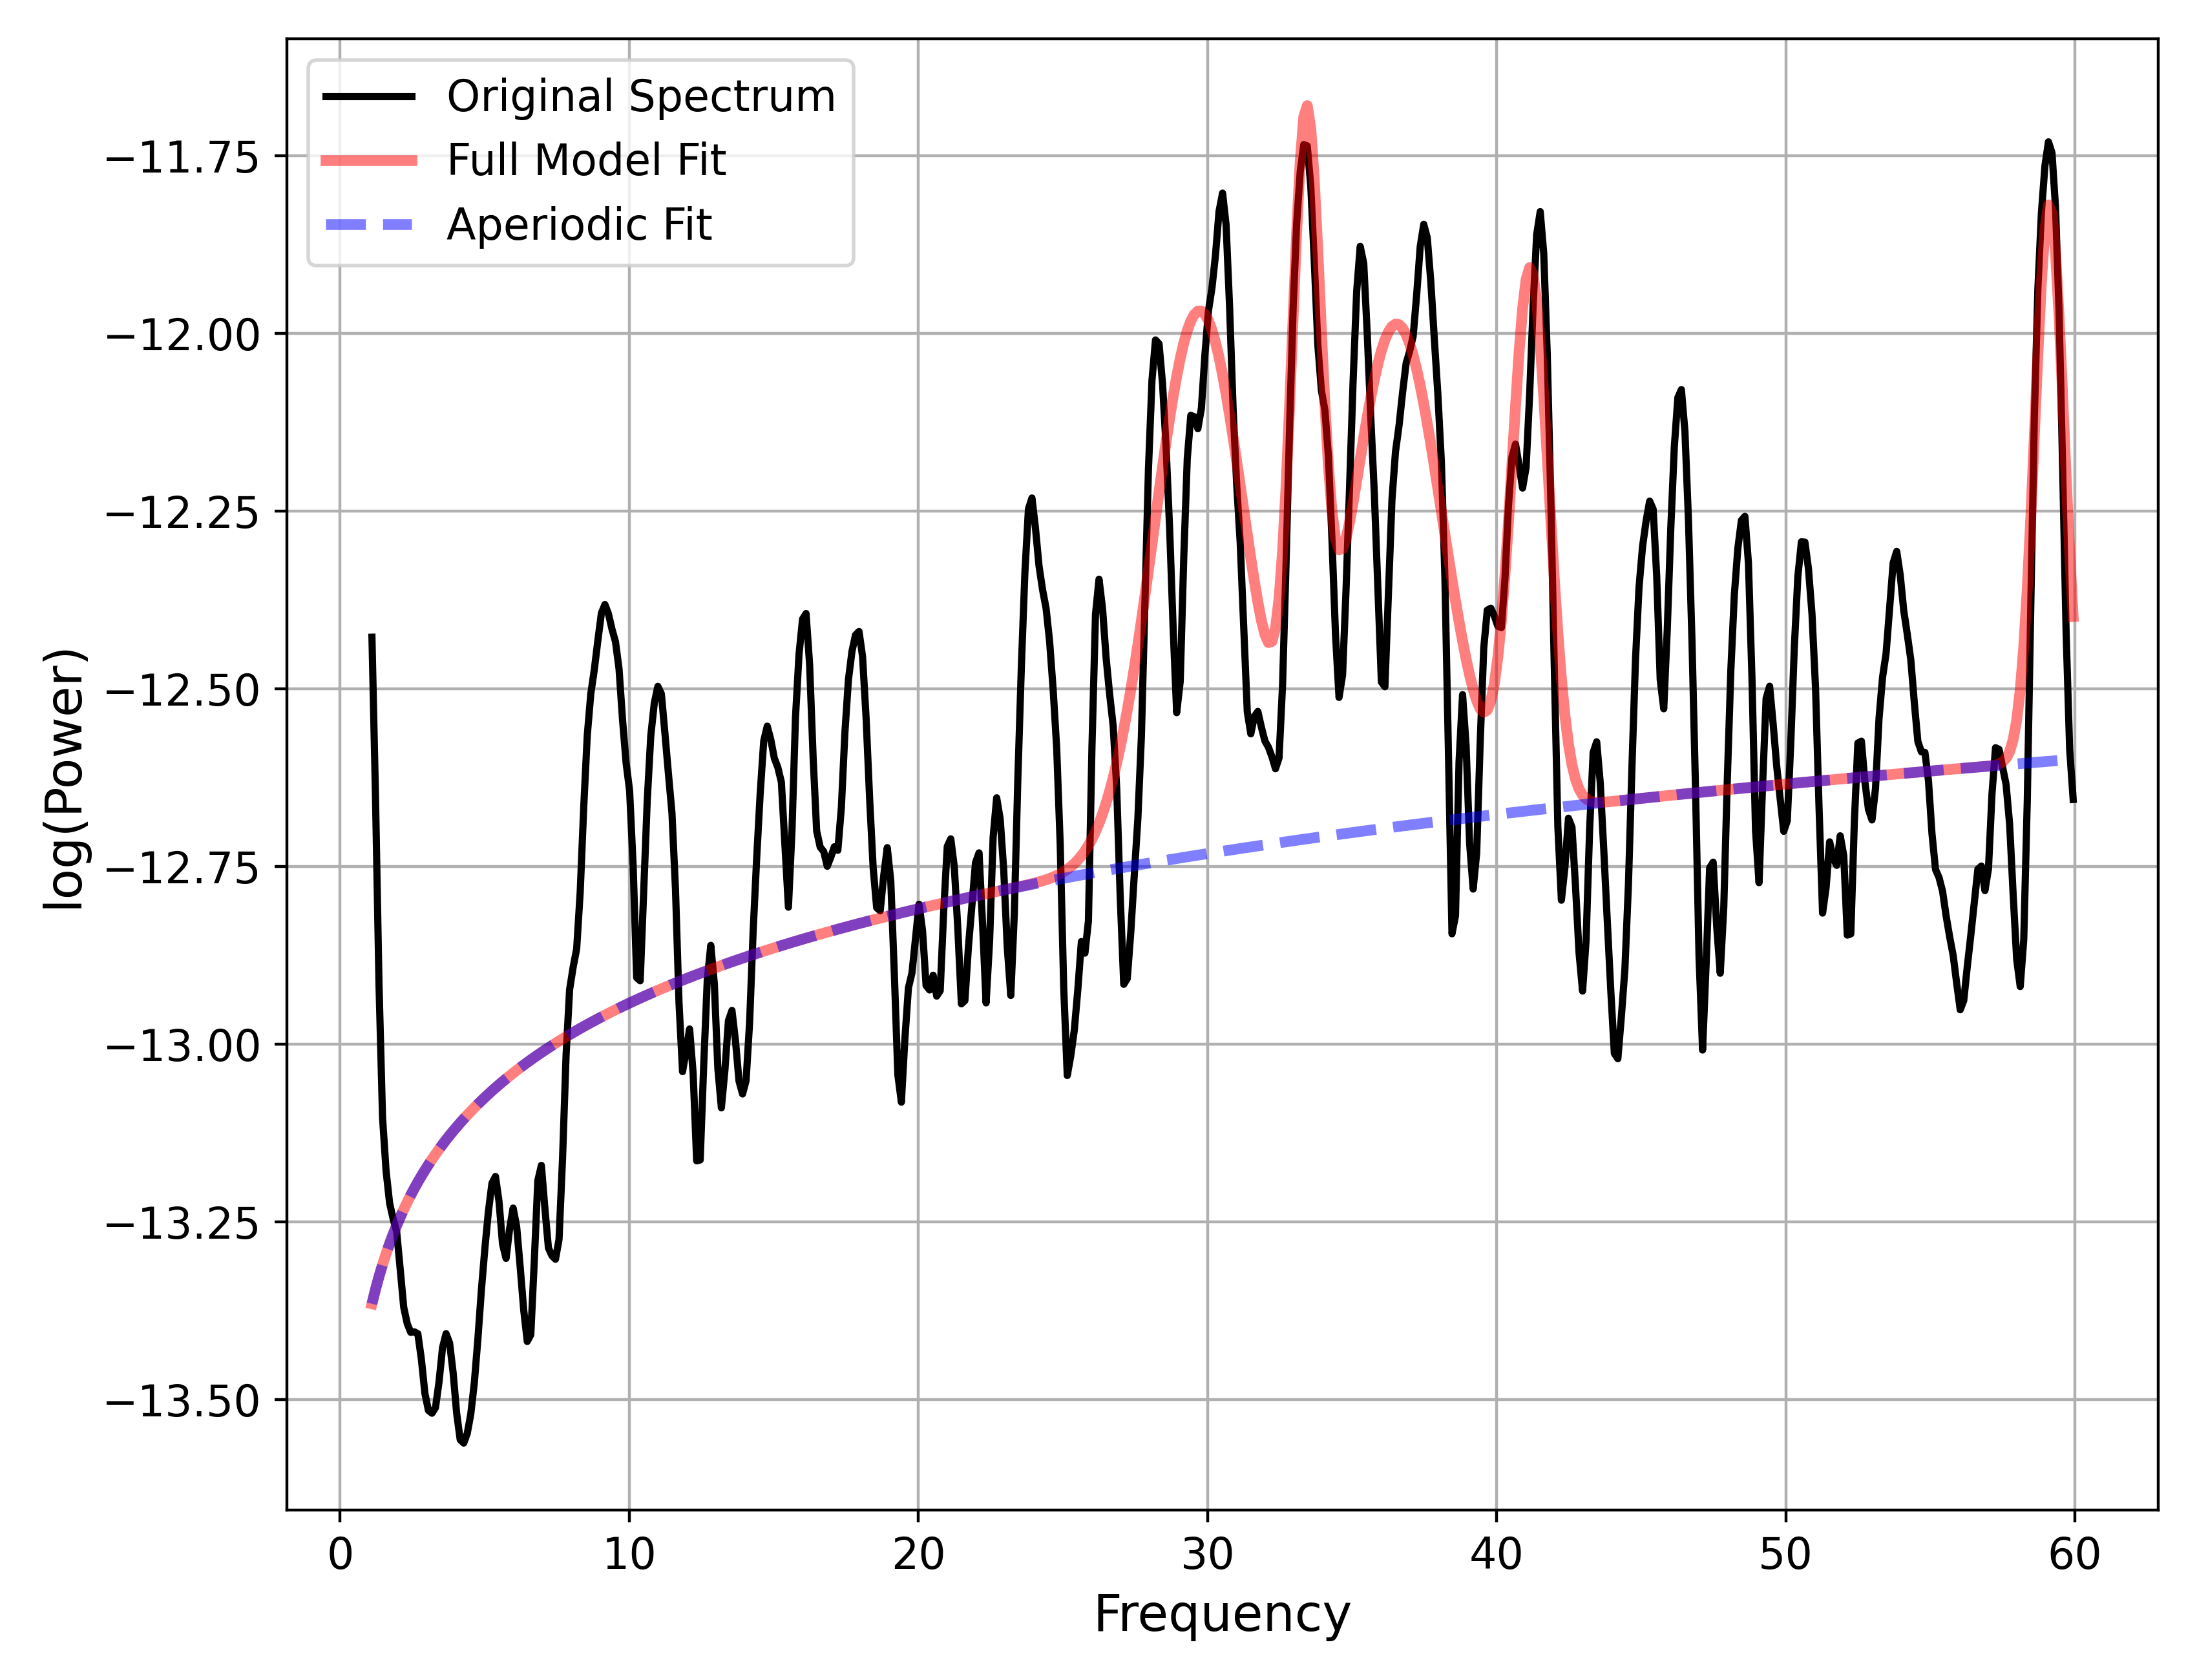 Original Spectrum
Full Model Fit
Aperiodic Fit
−11.75
−12.00
−12.25
−12.50
−12.75
−13.00
−13.25
−13.50
log(Power)
0 10 20 30 40 50 60
Frequency